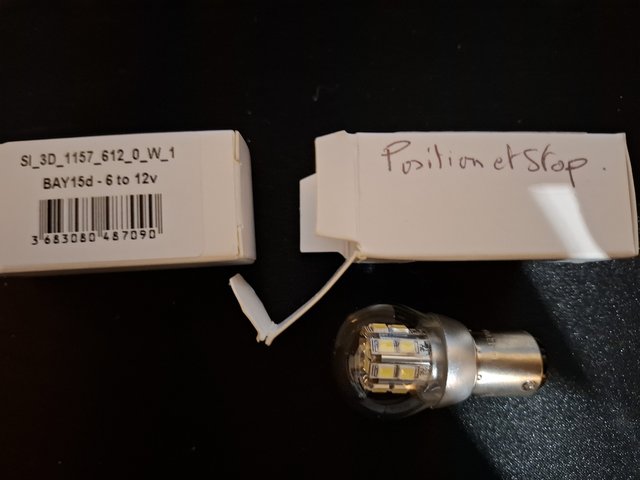 SI_3D_1157_612_0_W_1
BAY15d - 6 to 12v
3 683080 487090
Position et Stop.